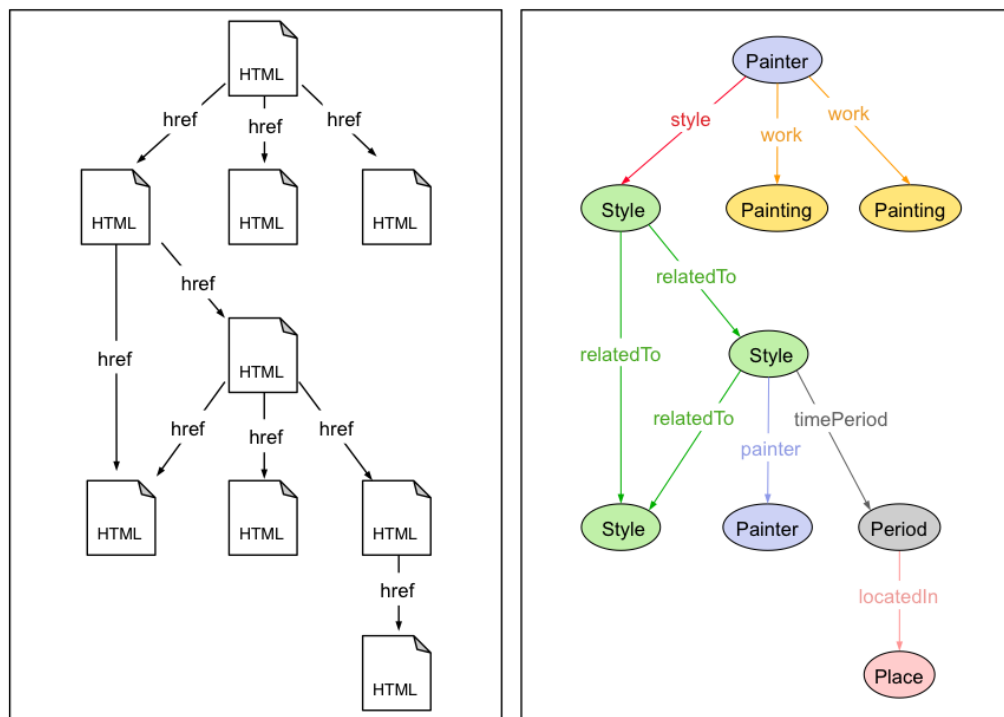 HTML
href
href
href
HTML
HTML
HTML
href
href
HTML
href
href
href
HTML
HTML
HTML
href
HTML
Painter
style
work
work
Style
Painting
Painting
relatedTo
relatedTo
Style
relatedTo
timePeriod
painter
Style
Painter
Period
locatedIn
Place